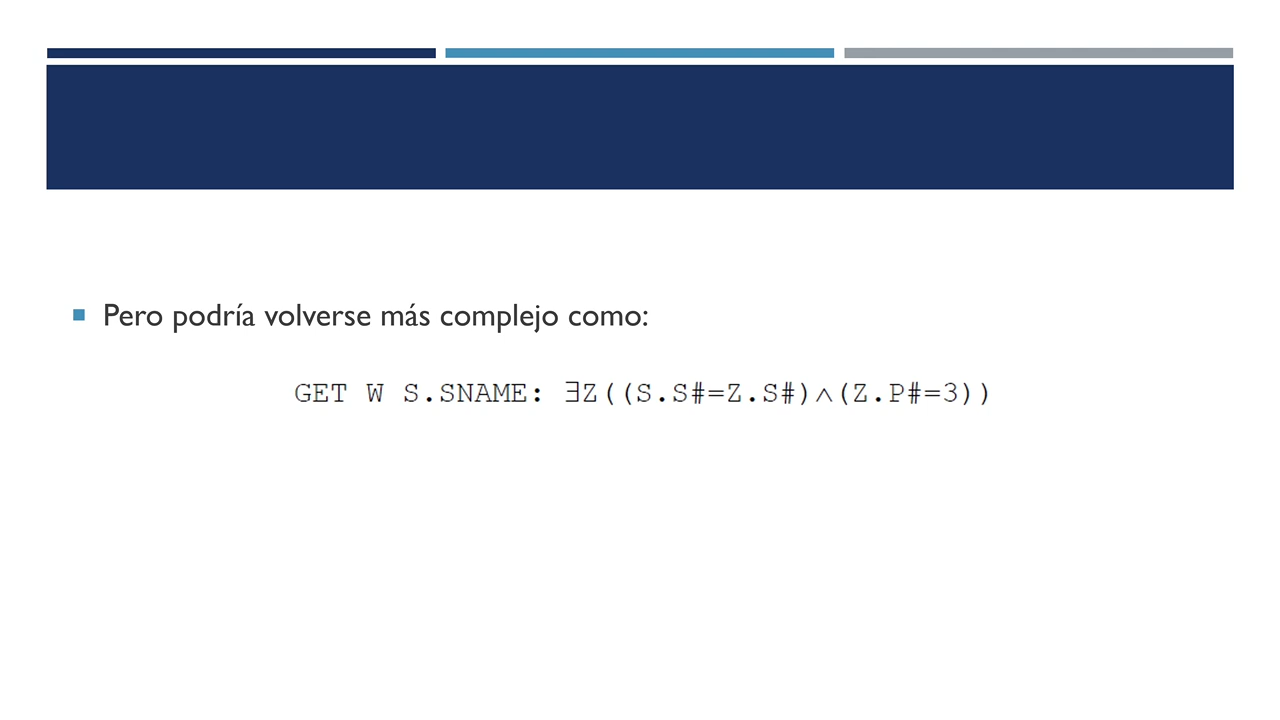 Pero podría volverse más complejo como:
GET W S.SNAME: ∃Z((S.S#=Z.S#)∧(Z.P#=3))